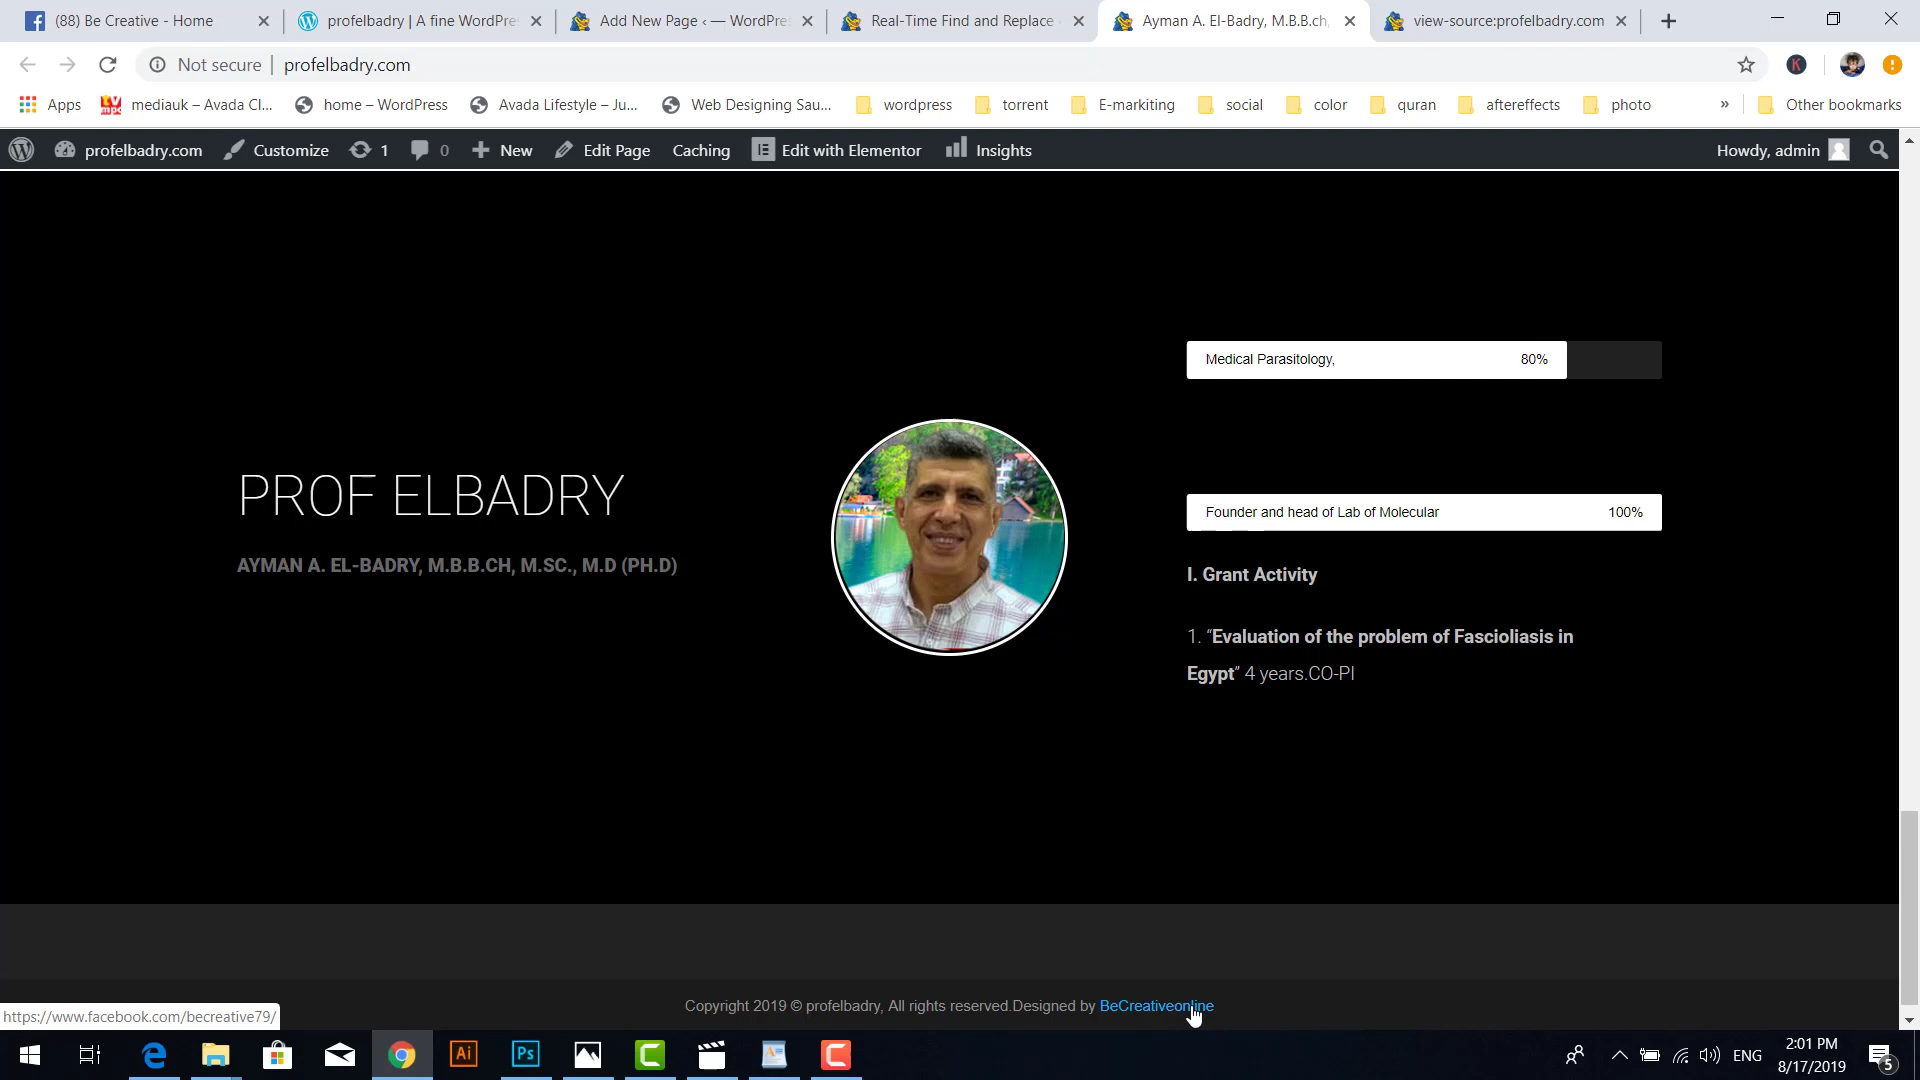 (88) Be Creative - Home
profelbadry | A fine WordPre
Add New Page ‹ — WordPre
Real-Time Find and Replace
Ayman A. El-Badry, M.B.B.ch,
view-source:profelbadry.com
Not secure
profelbadry.com
K
Apps
mediauk – Avada Cl...
home – WordPress
Avada Lifestyle – Ju...
Web Designing Sau...
wordpress
torrent
E-markiting
social
color
quran
aftereffects
photo
»
Other bookmarks
profelbadry.com
Customize
1
0
New
Edit Page
Caching
Edit with Elementor
Insights
Howdy, admin
Medical Parasitology, 80%
PROF ELBADRY
AYMAN A. EL-BADRY, M.B.B.CH, M.SC., M.D (PH.D)
Founder and head of Lab of Molecular 100%
I. Grant Activity
1. “Evaluation of the problem of Fascioliasis in
Egypt” 4 years.CO-PI
Copyright 2019 © profelbadry, All rights reserved.Designed by BeCreativeonline
https://www.facebook.com/becreative79/
Ai
Ps
ENG
2:01 PM
8/17/2019
5